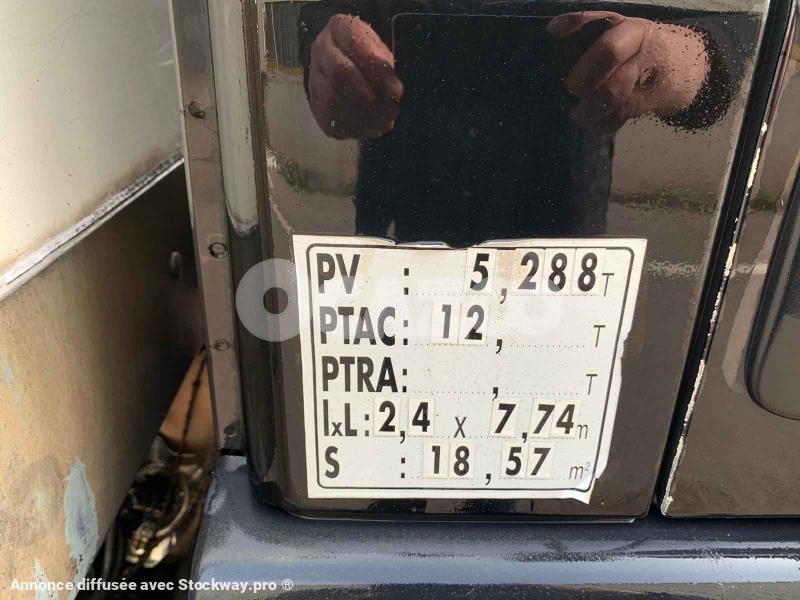 PV : 5,288 T
PTAC: 12, T
PTRA: , T
lxL: 2,4 x 7,74 m
S : 18,57 m²
Annonce diffusée avec Stockway.pro ®